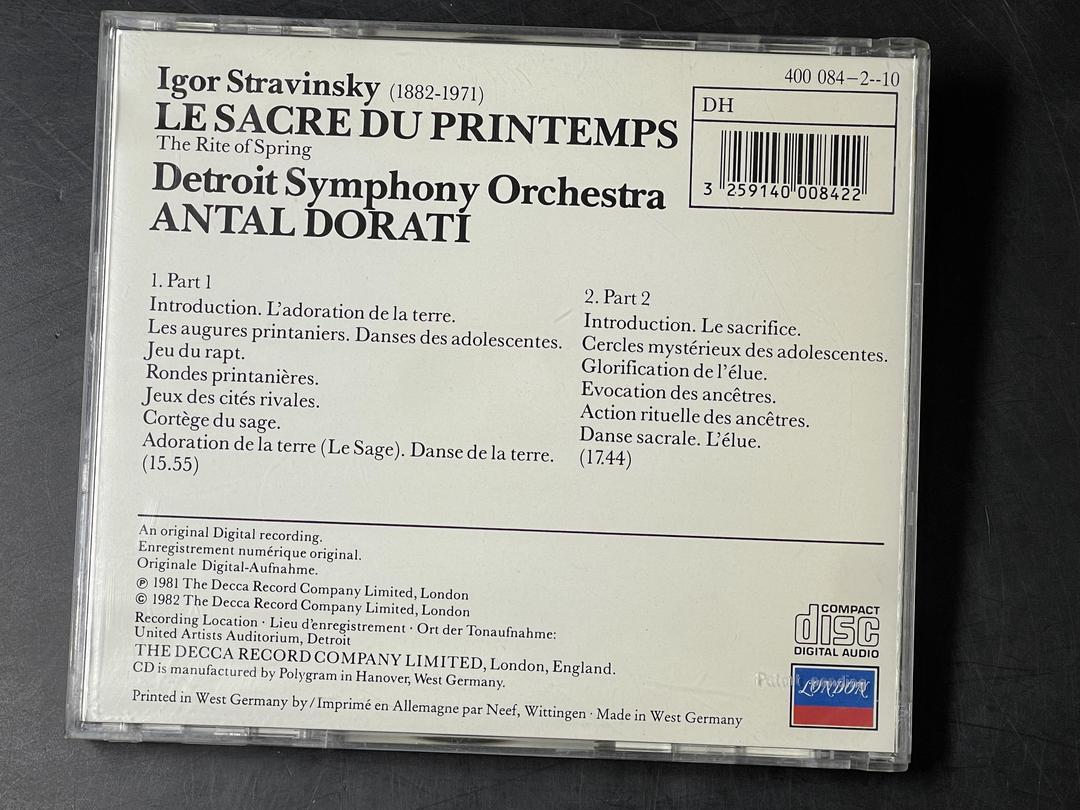 400 084-2--10
Igor Stravinsky (1882-1971)
LE SACRE DU PRINTEMPS
The Rite of Spring
Detroit Symphony Orchestra
ANTAL DORATI
DH
3 259140 008422
1. Part 1
Introduction. L'adoration de la terre.
Les augures printaniers. Danses des adolescentes.
Jeu du rapt.
Rondes printanières.
Jeux des cités rivales.
Cortège du sage.
Adoration de la terre (Le Sage). Danse de la terre.
(15.55)
2. Part 2
Introduction. Le sacrifice.
Cercles mystérieux des adolescentes.
Glorification de l'élue.
Evocation des ancêtres.
Action rituelle des ancêtres.
Danse sacrale. L'élue.
(17.44)
An original Digital recording.
Enregistrement numérique original.
Originale Digital-Aufnahme.
℗ 1981 The Decca Record Company Limited, London
© 1982 The Decca Record Company Limited, London
Recording Location · Lieu d'enregistrement · Ort der Tonaufnahme:
United Artists Auditorium, Detroit
THE DECCA RECORD COMPANY LIMITED, London, England.
CD is manufactured by Polygram in Hanover, West Germany.
Printed in West Germany by / Imprimé en Allemagne par Neef, Wittingen · Made in West Germany
COMPACT
disc
DIGITAL AUDIO
Patent pending
LONDON